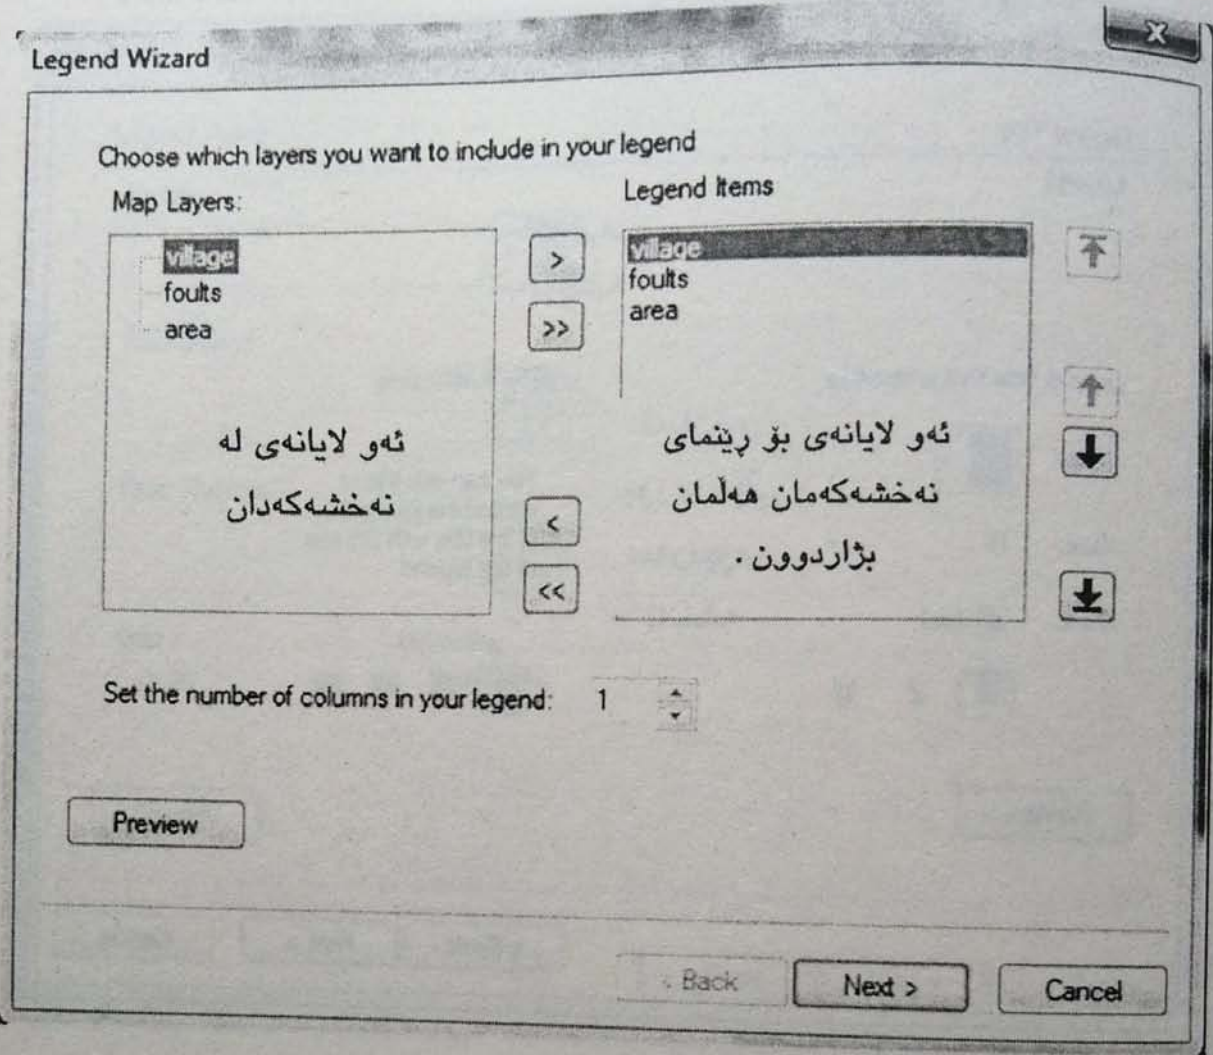 Legend Wizard
X
Choose which layers you want to include in your legend
Map Layers:
Legend Items
village
foults
area
ئەو لایانەی لە
نەخشەکەدان
>
>>
<
<<
village
foults
area
ئەو لایانەی بۆ ڕێنمای
نەخشەکەمان هەڵمان
بژاردوون .
Set the number of columns in your legend: 1
Preview
< Back
Next >
Cancel